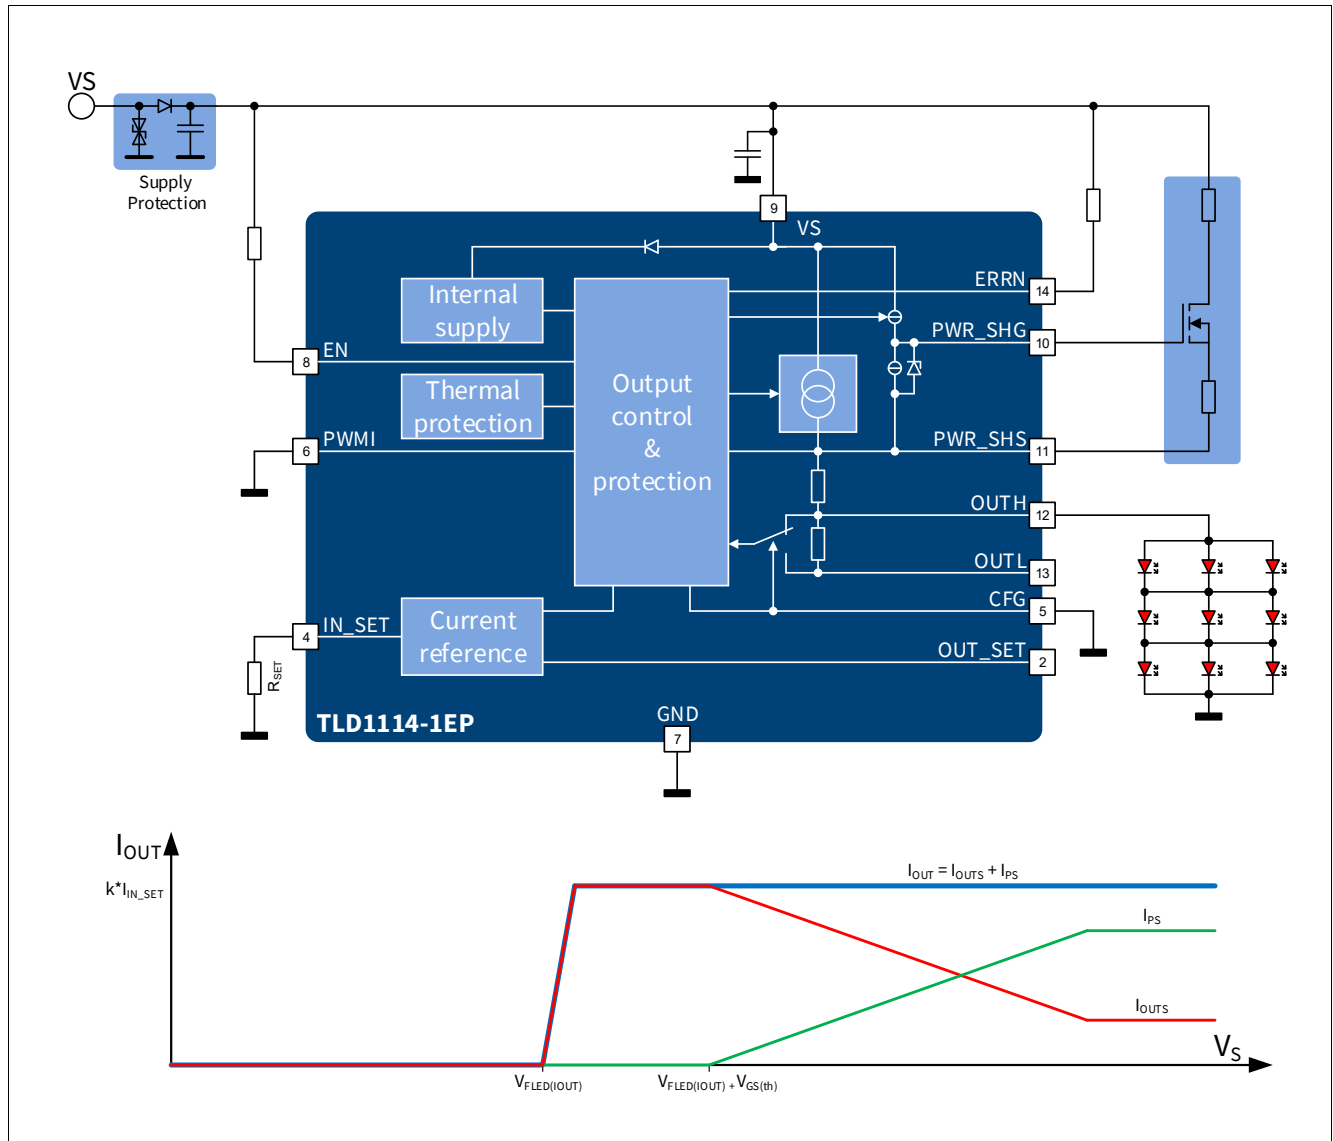 VS
Supply
Protection
9
VS
Internal
supply
ERRN
14
PWR_SHG
10
EN
8
Thermal
protection
Output
control
&
protection
PWMI
6
PWR_SHS
11
OUTH
12
OUTL
13
CFG
5
IN_SET
4
Current
reference
OUT_SET
2
RSET
TLD1114-1EP
GND
7
IOUT
k*IIN_SET
IOUT = IOUTS + IPS
IPS
IOUTS
VS
VFLED(IOUT)
VFLED(IOUT) + VGS(th)